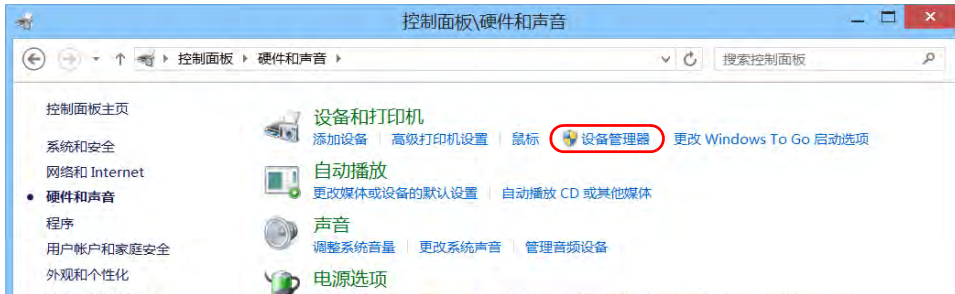 控制面板\硬件和声音
控制面板 硬件和声音
搜索控制面板
控制面板主页
系统和安全
网络和 Internet
硬件和声音
程序
用户帐户和家庭安全
外观和个性化
设备和打印机
添加设备 高级打印机设置 鼠标 设备管理器 更改 Windows To Go 启动选项
自动播放
更改媒体或设备的默认设置 自动播放 CD 或其他媒体
声音
调整系统音量 更改系统声音 管理音频设备
电源选项